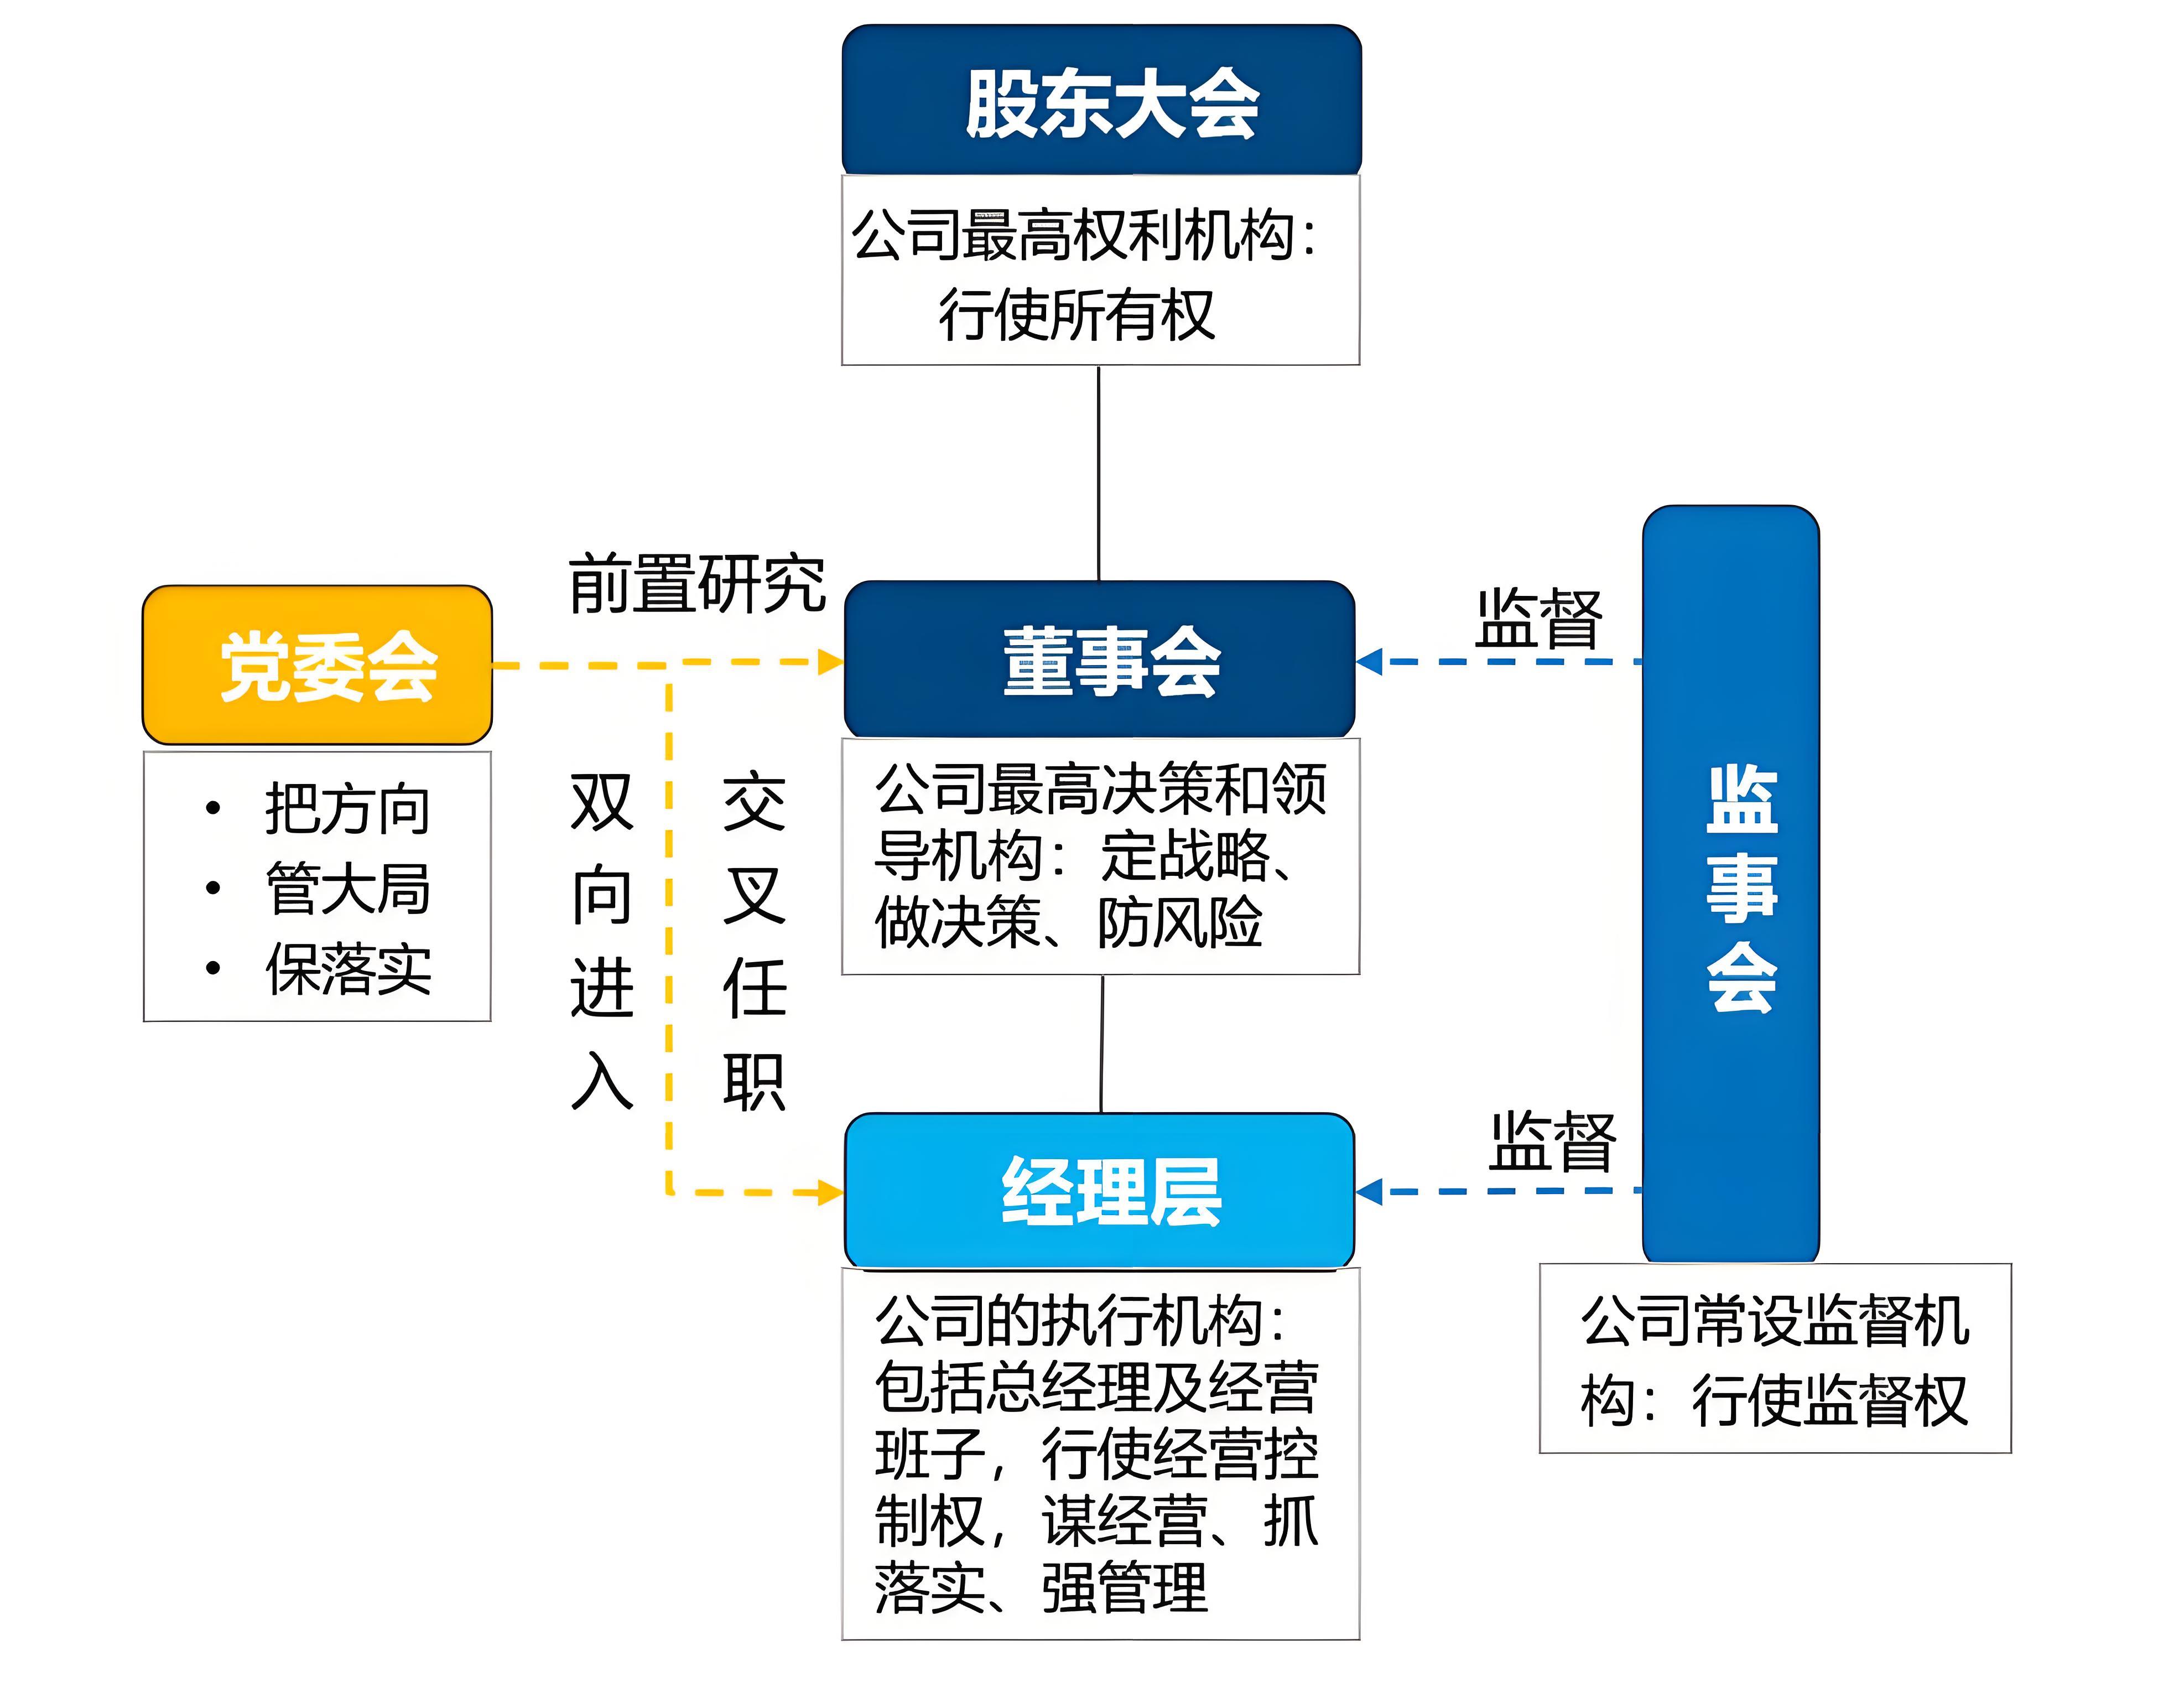 股东大会
公司最高权利机构：
行使所有权
前置研究
监督
党委会
董事会
• 把方向
• 管大局
• 保落实
双向进入
交叉任职
公司最高决策和领
导机构：定战略、
做决策、防风险
监事会
监督
经理层
公司的执行机构：
包括总经理及经营
班子，行使经营控
制权，谋经营、抓
落实、强管理
公司常设监督机
构：行使监督权